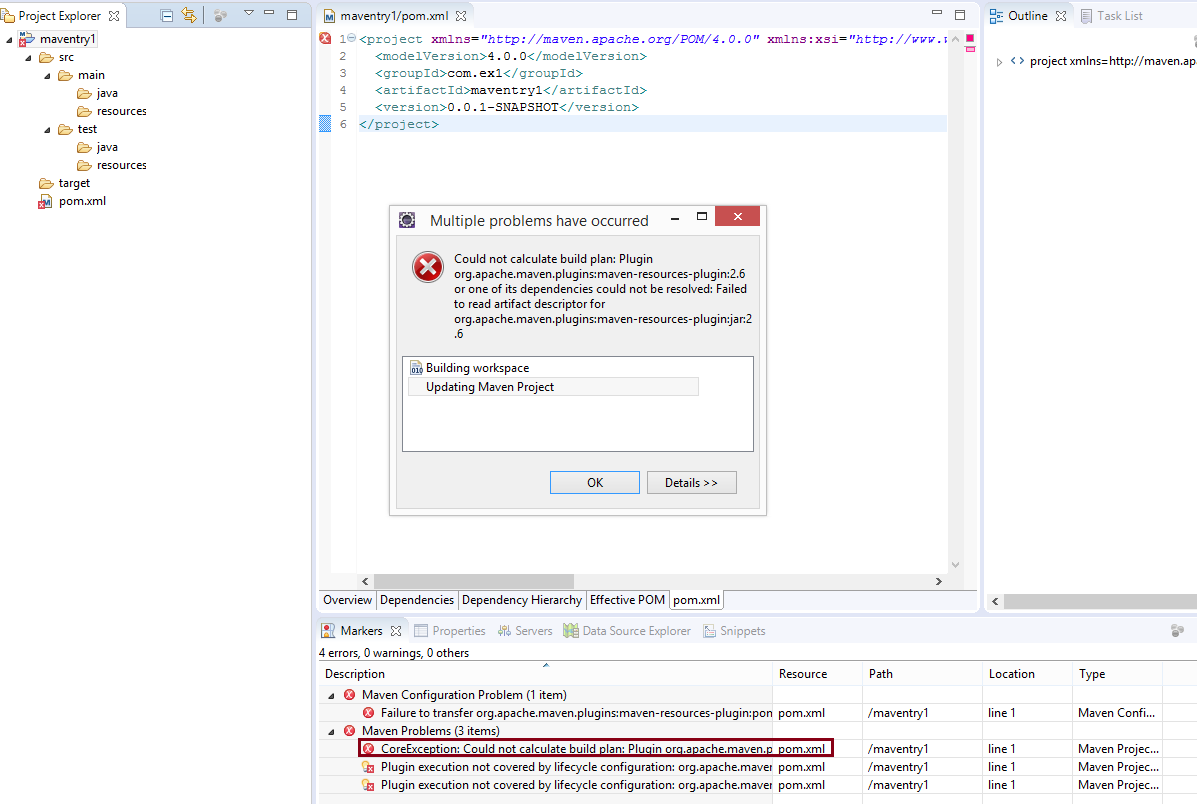 Project Explorer
maventry1
src
main
java
resources
test
java
resources
target
pom.xml
maventry1/pom.xml
1 <project xmlns="http://maven.apache.org/POM/4.0.0" xmlns:xsi="http://www.
2 <modelVersion>4.0.0</modelVersion>
3 <groupId>com.ex1</groupId>
4 <artifactId>maventry1</artifactId>
5 <version>0.0.1-SNAPSHOT</version>
6 </project>
Multiple problems have occurred
Could not calculate build plan: Plugin
org.apache.maven.plugins:maven-resources-plugin:2.6
or one of its dependencies could not be resolved: Failed
to read artifact descriptor for
org.apache.maven.plugins:maven-resources-plugin:jar:2
.6
Building workspace
Updating Maven Project
OK
Details >>
Overview Dependencies Dependency Hierarchy Effective POM pom.xml
Outline Task List
project xmlns=http://maven.apa
Markers Properties Servers Data Source Explorer Snippets
4 errors, 0 warnings, 0 others
Description Resource Path Location Type
Maven Configuration Problem (1 item)
Failure to transfer org.apache.maven.plugins:maven-resources-plugin:pon pom.xml /maventry1 line 1 Maven Confi...
Maven Problems (3 items)
CoreException: Could not calculate build plan: Plugin org.apache.maven.p pom.xml /maventry1 line 1 Maven Projec...
Plugin execution not covered by lifecycle configuration: org.apache.maver pom.xml /maventry1 line 1 Maven Projec...
Plugin execution not covered by lifecycle configuration: org.apache.maver pom.xml /maventry1 line 1 Maven Projec...